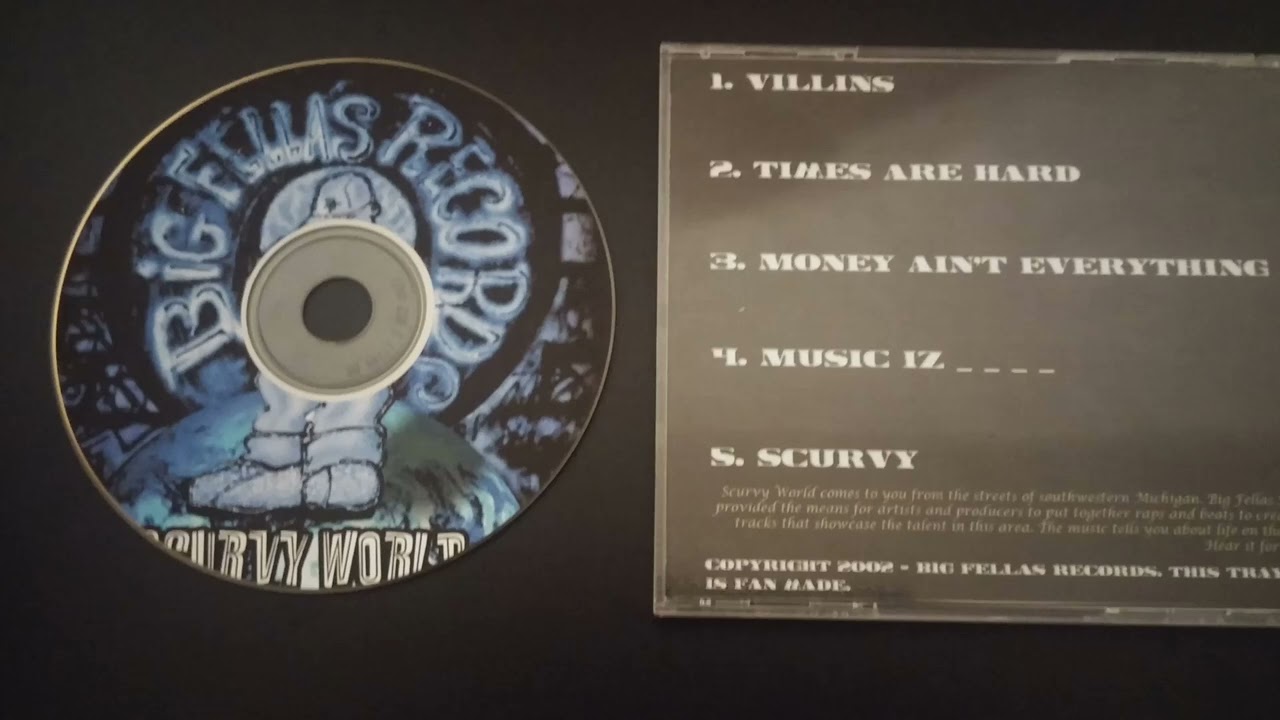 BIG FELLAS RECORDS
SCURVY WORLD
1. VILLINS
2. TIMES ARE HARD
3. MONEY AIN'T EVERYTHING
4. MUSIC IZ _ _ _ _
5. SCURVY
Scurvy World comes to you from the streets of southwestern Michigan. Big Fellas
provided the means for artists and producers to put together raps and beats to
tracks that showcase the talent in this area. The music tells you about life on
Hear it for
COPYRIGHT 2002 - BIG FELLAS RECORDS. THIS TRAY
IS FAN MADE.